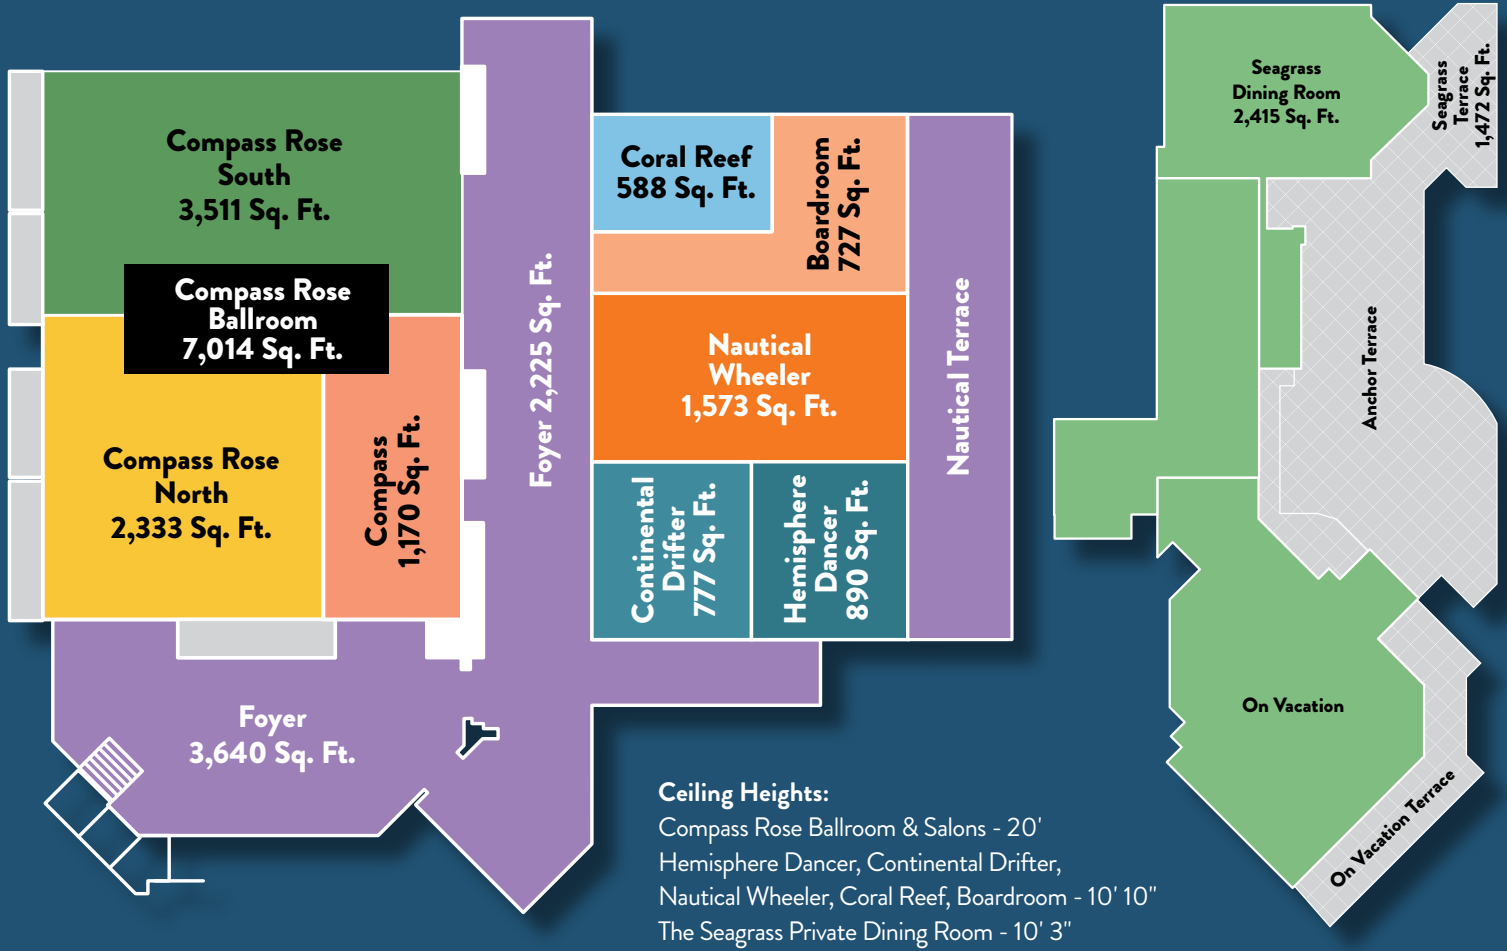 Compass Rose
South
3,511 Sq. Ft.
Compass Rose
Ballroom
7,014 Sq. Ft.
Compass Rose
North
2,333 Sq. Ft.
Compass
1,170 Sq. Ft.
Foyer 2,225 Sq. Ft.
Foyer
3,640 Sq. Ft.
Coral Reef
588 Sq. Ft.
Boardroom
727 Sq. Ft.
Nautical
Wheeler
1,573 Sq. Ft.
Continental
Drifter
777 Sq. Ft.
Hemisphere
Dancer
890 Sq. Ft.
Nautical Terrace
Seagrass
Dining Room
2,415 Sq. Ft.
Seagrass
Terrace
1,472 Sq. Ft.
Anchor Terrace
On Vacation
On Vacation Terrace
Ceiling Heights:
Compass Rose Ballroom & Salons - 20'
Hemisphere Dancer, Continental Drifter,
Nautical Wheeler, Coral Reef, Boardroom - 10' 10"
The Seagrass Private Dining Room - 10' 3"